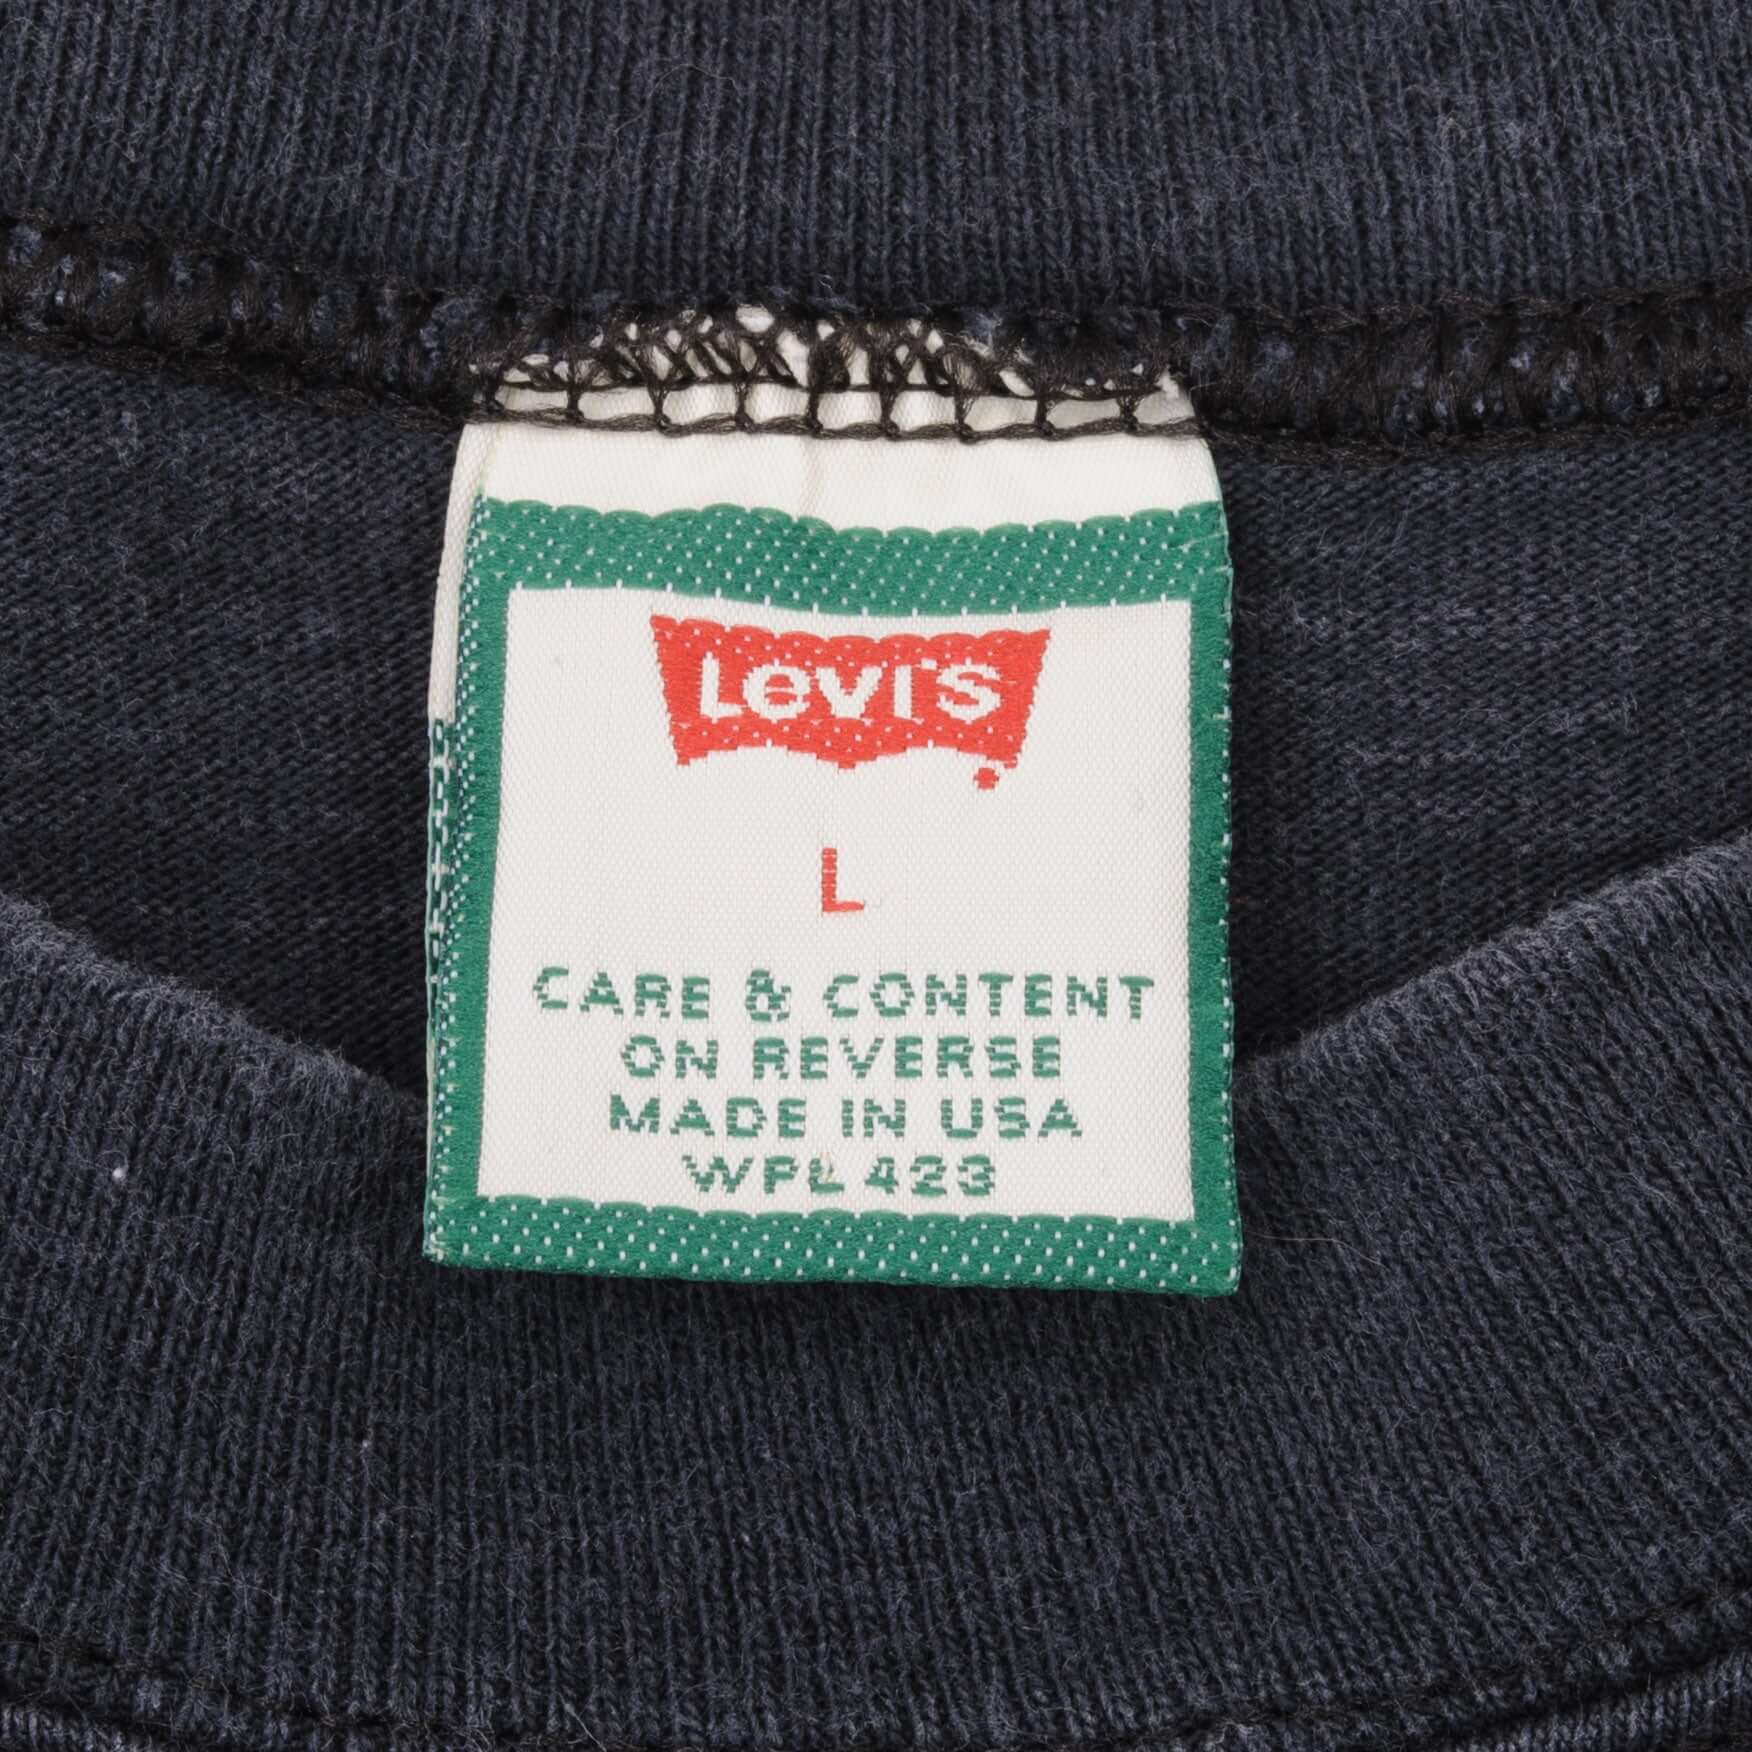 Levi's
L
CARE & CONTENT
ON REVERSE
MADE IN USA
WPL 423